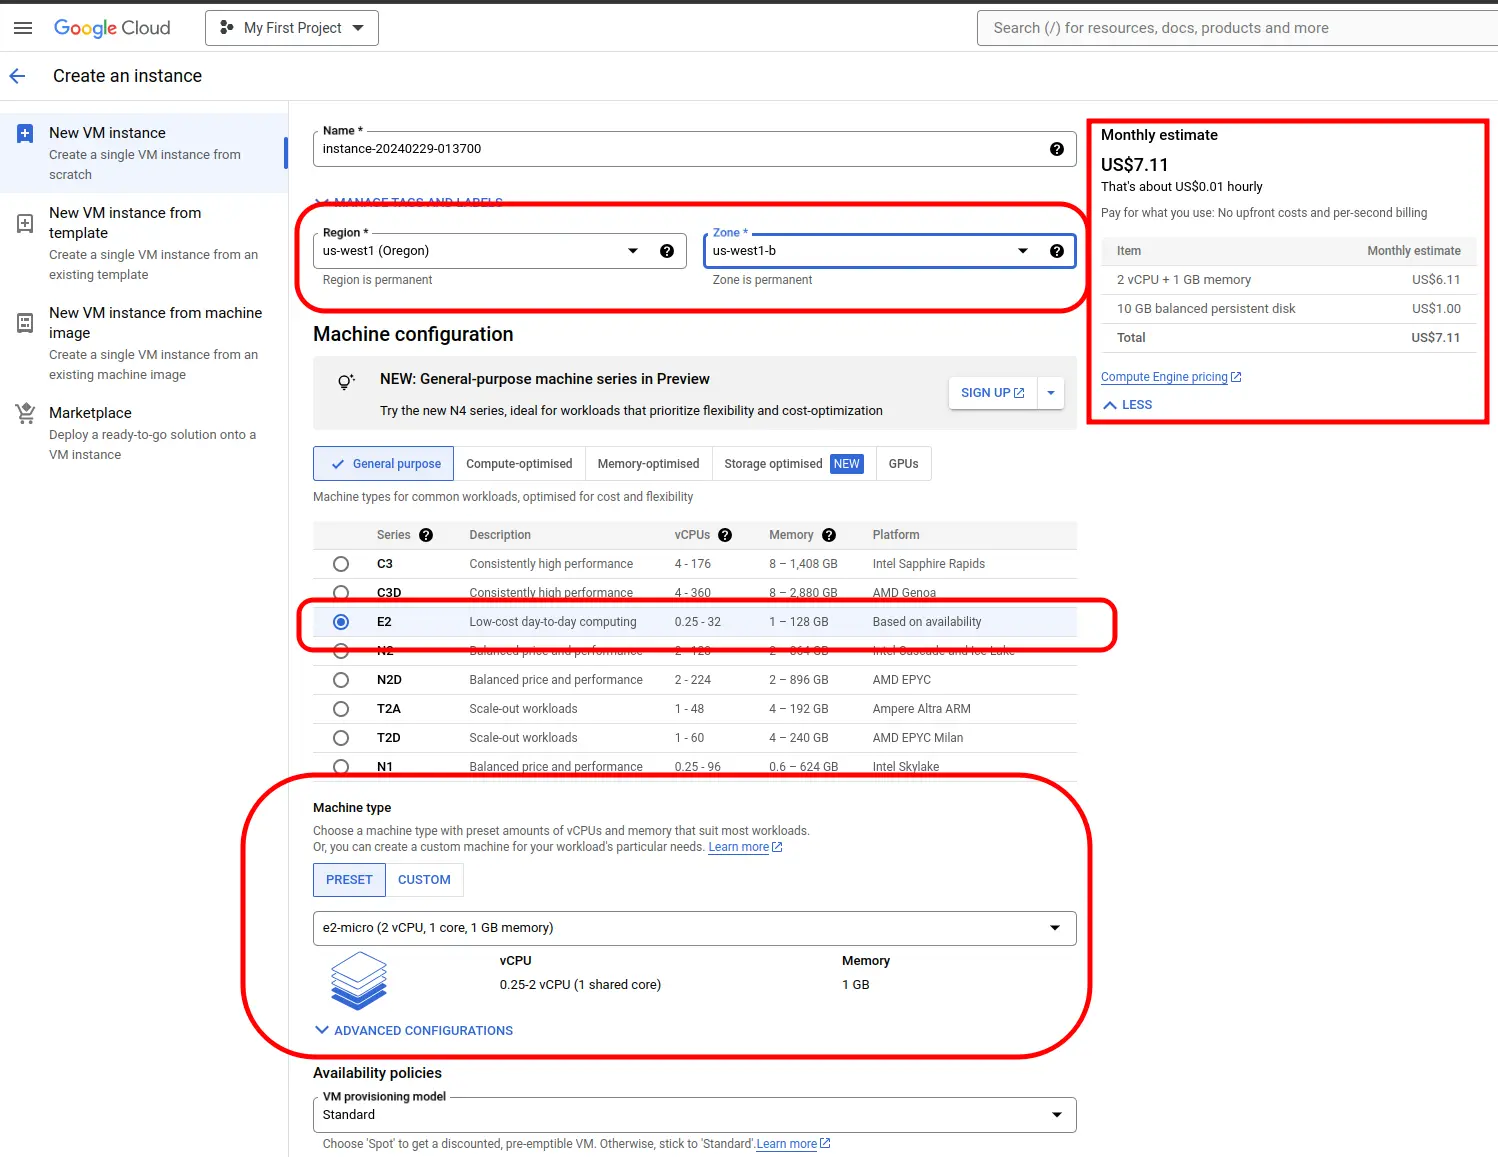 Google Cloud
My First Project
Search (/) for resources, docs, products and more
Create an instance
New VM instance
Create a single VM instance from
scratch
New VM instance from
template
Create a single VM instance from an
existing template
New VM instance from machine
image
Create a single VM instance from an
existing machine image
Marketplace
Deploy a ready-to-go solution onto a
VM instance
Name *
instance-20240229-013700
MANAGE TAGS AND LABELS
Region *
us-west1 (Oregon)
Region is permanent
Zone *
us-west1-b
Zone is permanent
Machine configuration
NEW: General-purpose machine series in Preview
Try the new N4 series, ideal for workloads that prioritize flexibility and cost-optimization
SIGN UP
General purpose Compute-optimised Memory-optimised Storage optimised NEW GPUs
Machine types for common workloads, optimised for cost and flexibility
Series Description vCPUs Memory Platform
C3 Consistently high performance 4 - 176 8 – 1,408 GB Intel Sapphire Rapids
C3D Consistently high performance 4 - 360 8 – 2,880 GB AMD Genoa
E2 Low-cost day-to-day computing 0.25 - 32 1 – 128 GB Based on availability
N2 Balanced price and performance 2 - 128 2 – 864 GB Intel Cascade and Ice Lake
N2D Balanced price and performance 2 - 224 2 – 896 GB AMD EPYC
T2A Scale-out workloads 1 - 48 4 – 192 GB Ampere Altra ARM
T2D Scale-out workloads 1 - 60 4 – 240 GB AMD EPYC Milan
N1 Balanced price and performance 0.25 - 96 0.6 – 624 GB Intel Skylake
Machine type
Choose a machine type with preset amounts of vCPUs and memory that suit most workloads.
Or, you can create a custom machine for your workload's particular needs. Learn more
PRESET CUSTOM
e2-micro (2 vCPU, 1 core, 1 GB memory)
vCPU Memory
0.25-2 vCPU (1 shared core) 1 GB
ADVANCED CONFIGURATIONS
Availability policies
VM provisioning model
Standard
Choose 'Spot' to get a discounted, pre-emptible VM. Otherwise, stick to 'Standard'. Learn more
Monthly estimate
US$7.11
That's about US$0.01 hourly
Pay for what you use: No upfront costs and per-second billing
Item Monthly estimate
2 vCPU + 1 GB memory US$6.11
10 GB balanced persistent disk US$1.00
Total US$7.11
Compute Engine pricing
LESS